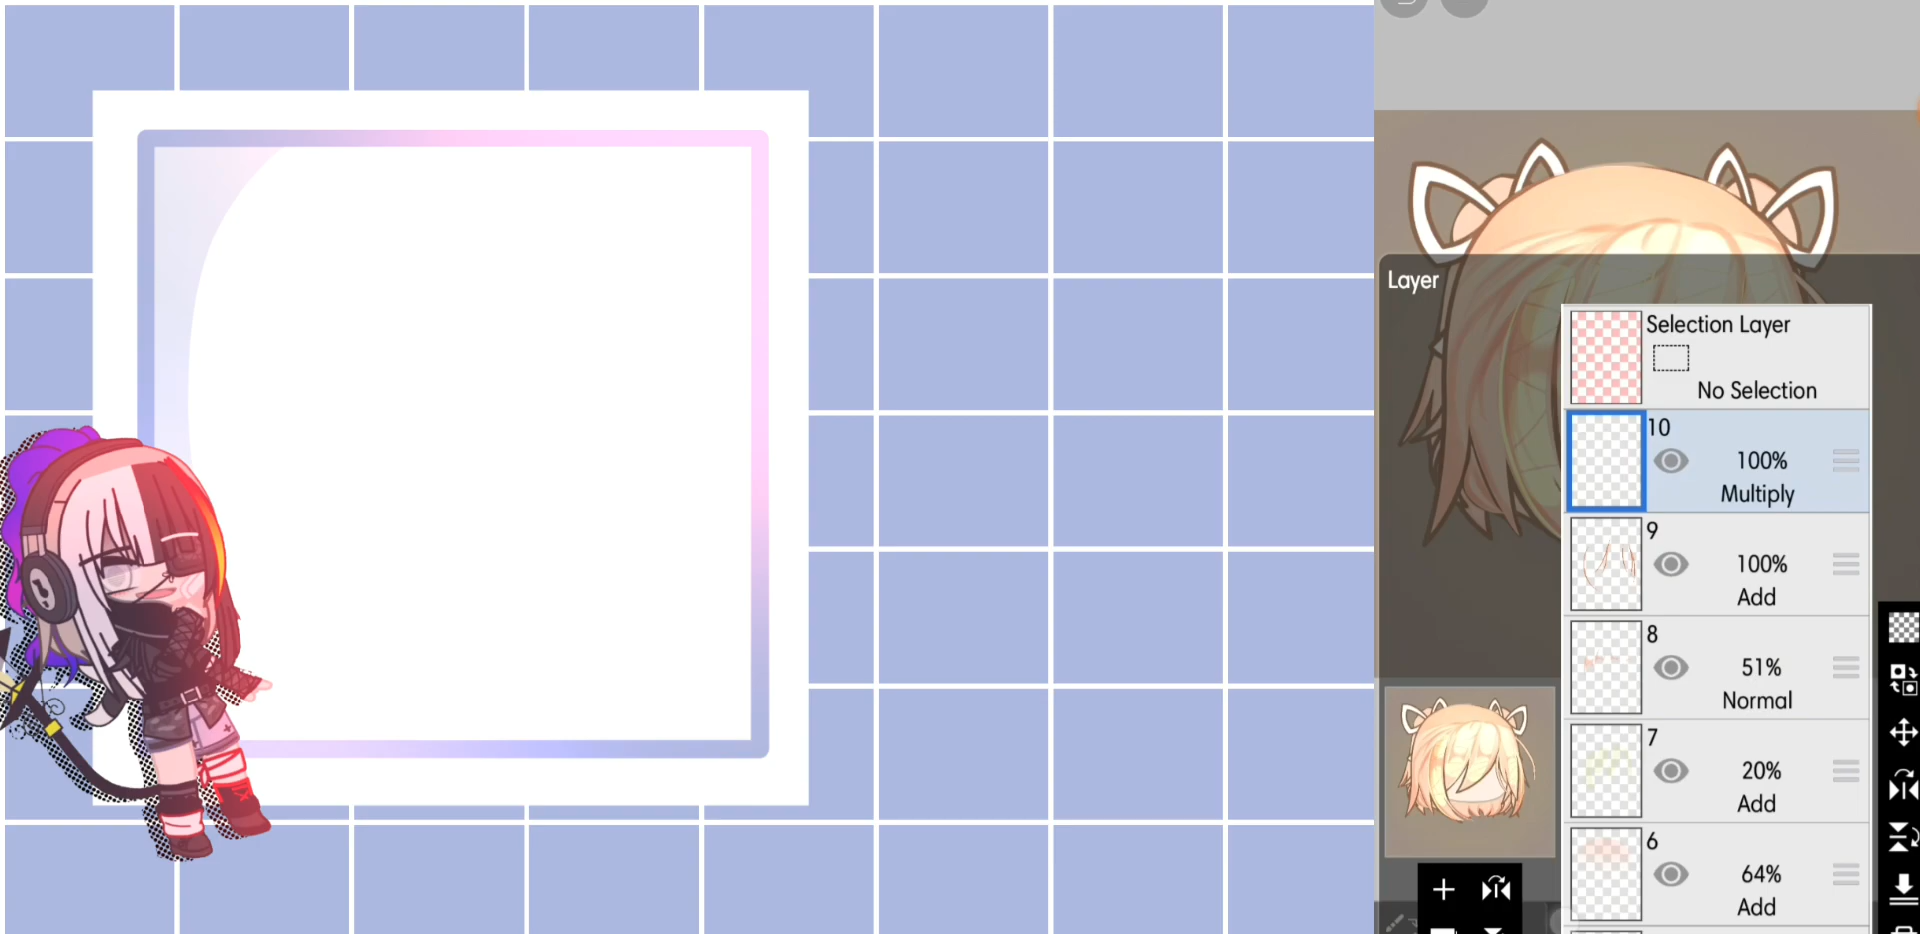 Layer
Selection Layer
No Selection
10
100%
Multiply
9
100%
Add
8
51%
Normal
7
20%
Add
6
64%
Add